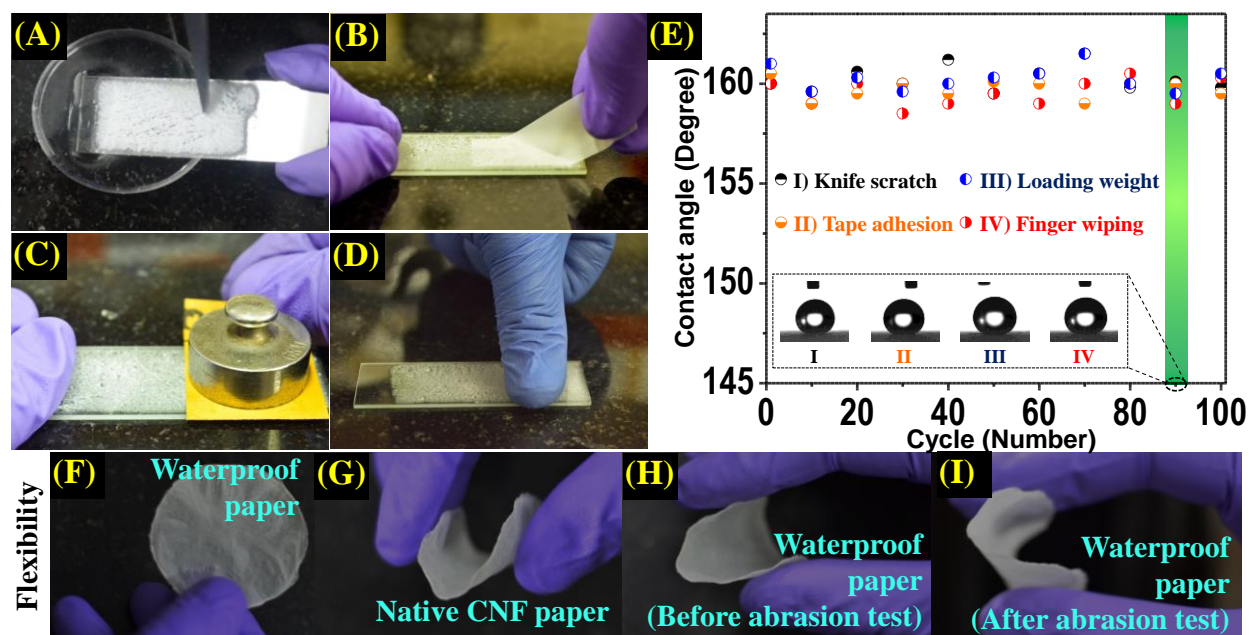 (A)
(B)
(C)
(D)
(E)
Contact angle (Degree)
160
155
150
145
I) Knife scratch
III) Loading weight
II) Tape adhesion
IV) Finger wiping
I
II
III
IV
0
20
40
60
80
100
Cycle (Number)
Flexibility
(F)
Waterproof
paper
(G)
Native CNF paper
(H)
Waterproof
paper
(Before abrasion test)
(I)
Waterproof
paper
(After abrasion test)